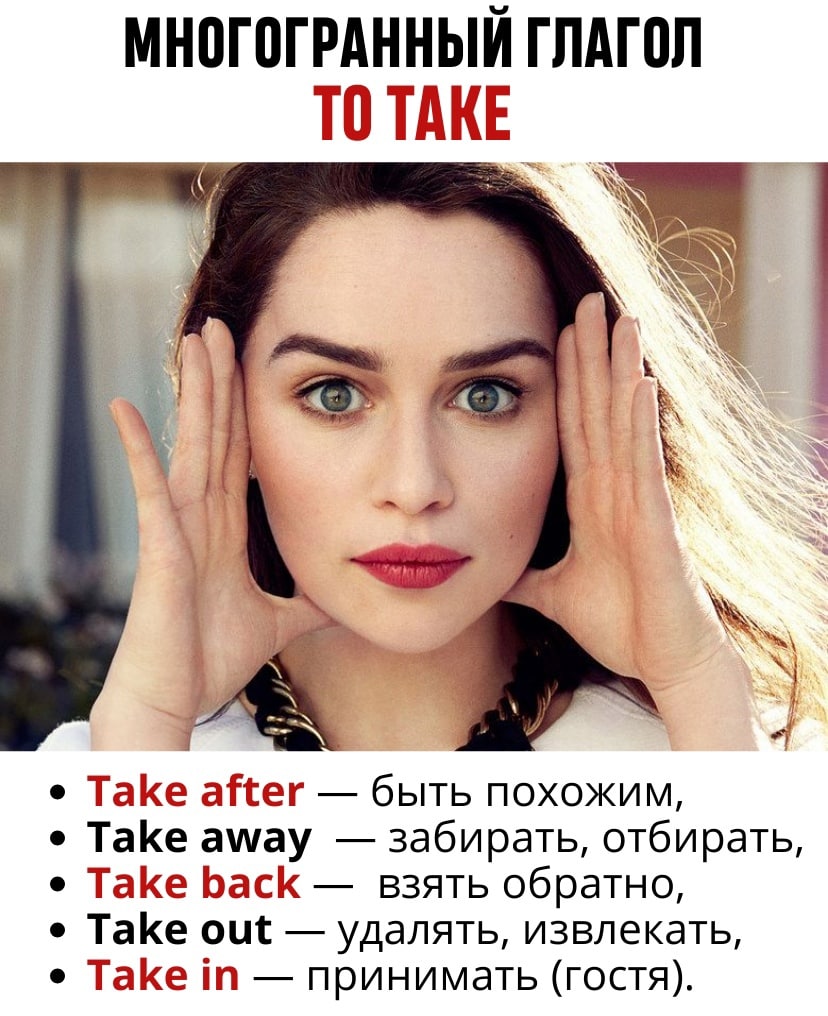 МНОГОГРАННЫЙ ГЛАГОЛ
TO TAKE
• Take after — быть похожим,
• Take away — забирать, отбирать,
• Take back — взять обратно,
• Take out — удалять, извлекать,
• Take in — принимать (гостя).